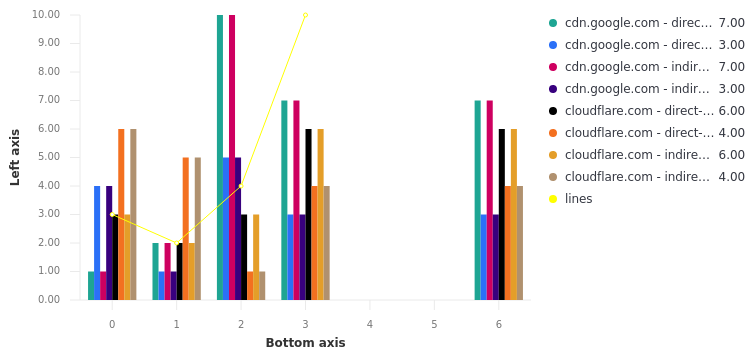 10.00
9.00
8.00
7.00
6.00
5.00
4.00
3.00
2.00
1.00
0.00
Left axis
0 1 2 3 4 5 6
Bottom axis
cdn.google.com - direc... 7.00
cdn.google.com - direc... 3.00
cdn.google.com - indir... 7.00
cdn.google.com - indir... 3.00
cloudflare.com - direct-... 6.00
cloudflare.com - direct-... 4.00
cloudflare.com - indire... 6.00
cloudflare.com - indire... 4.00
lines